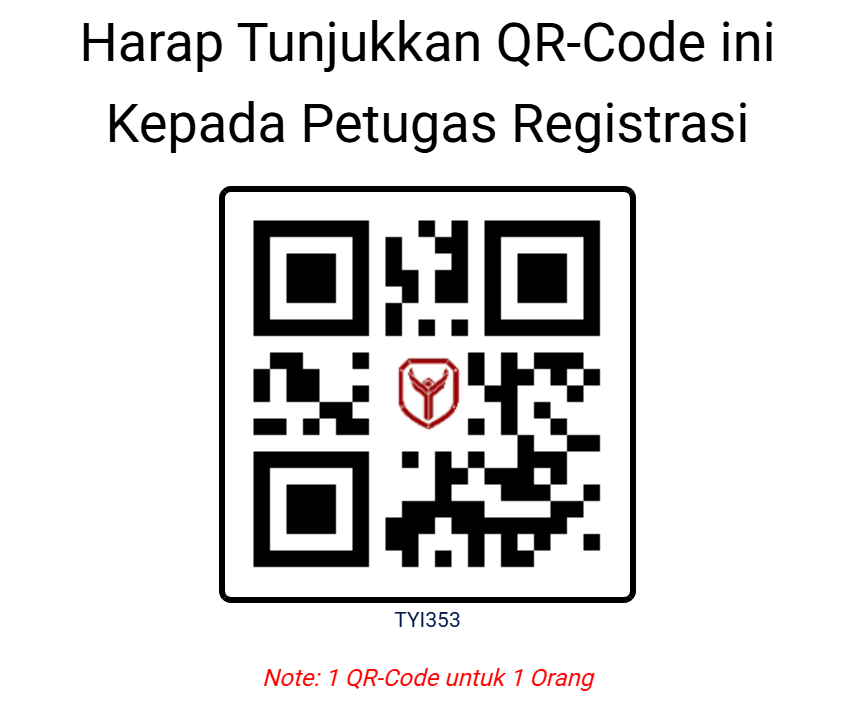 Harap Tunjukkan QR-Code ini
Kepada Petugas Registrasi
TYI353
Note: 1 QR-Code untuk 1 Orang